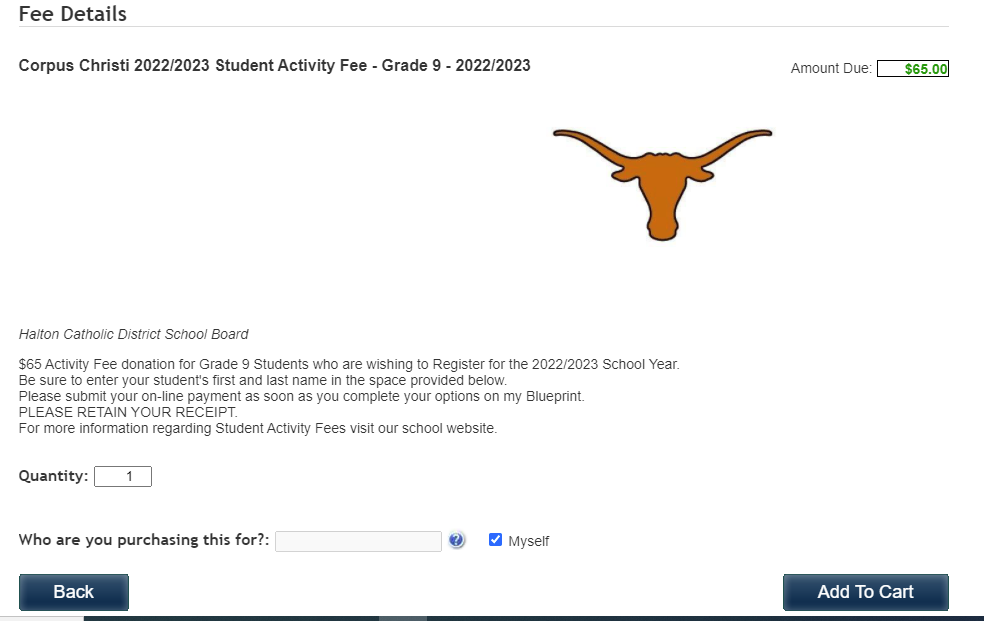 Fee Details
Corpus Christi 2022/2023 Student Activity Fee - Grade 9 - 2022/2023
Amount Due: $65.00
Halton Catholic District School Board
$65 Activity Fee donation for Grade 9 Students who are wishing to Register for the 2022/2023 School Year.
Be sure to enter your student's first and last name in the space provided below.
Please submit your on-line payment as soon as you complete your options on my Blueprint.
PLEASE RETAIN YOUR RECEIPT.
For more information regarding Student Activity Fees visit our school website.
Quantity: 1
Who are you purchasing this for?: ? Myself
Back Add To Cart